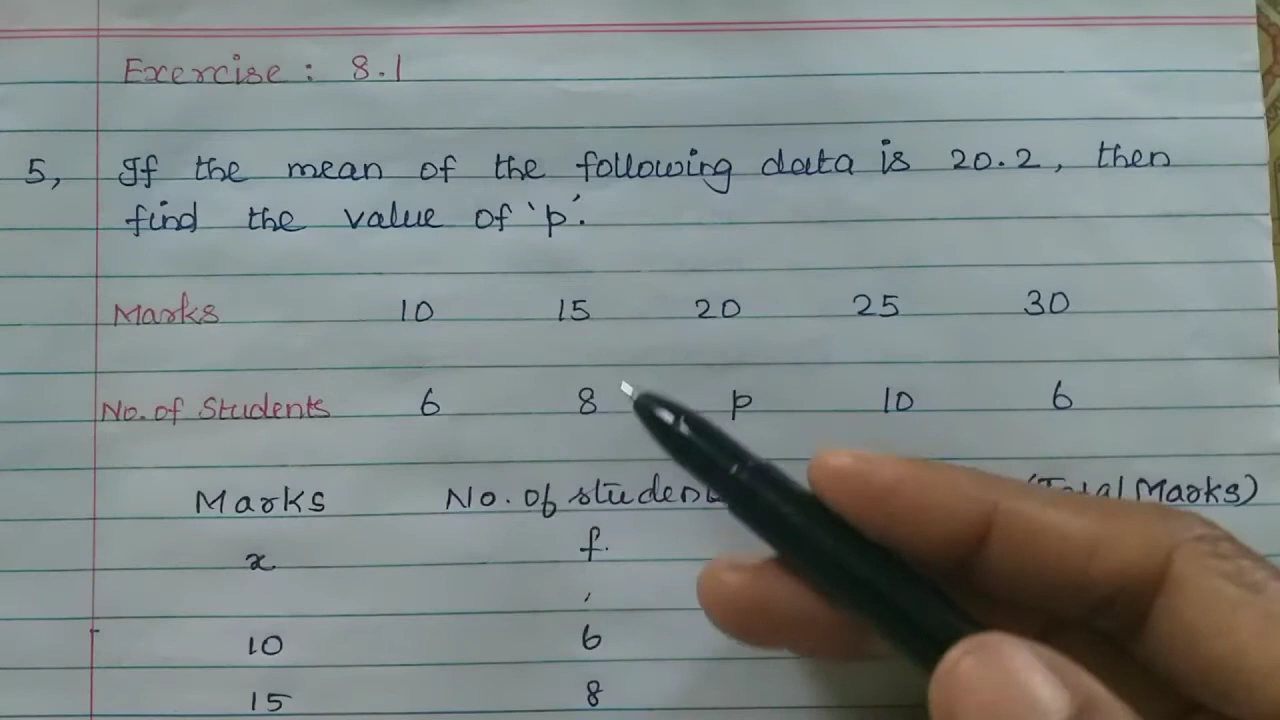 Exercise : 8.1
5, If the mean of the following data is 20.2, then
find the value of 'p'.
Marks 10 15 20 25 30
No. of Students 6 8 p 10 6
Marks No. of (Total Marks)
x f.
10 6
15 8